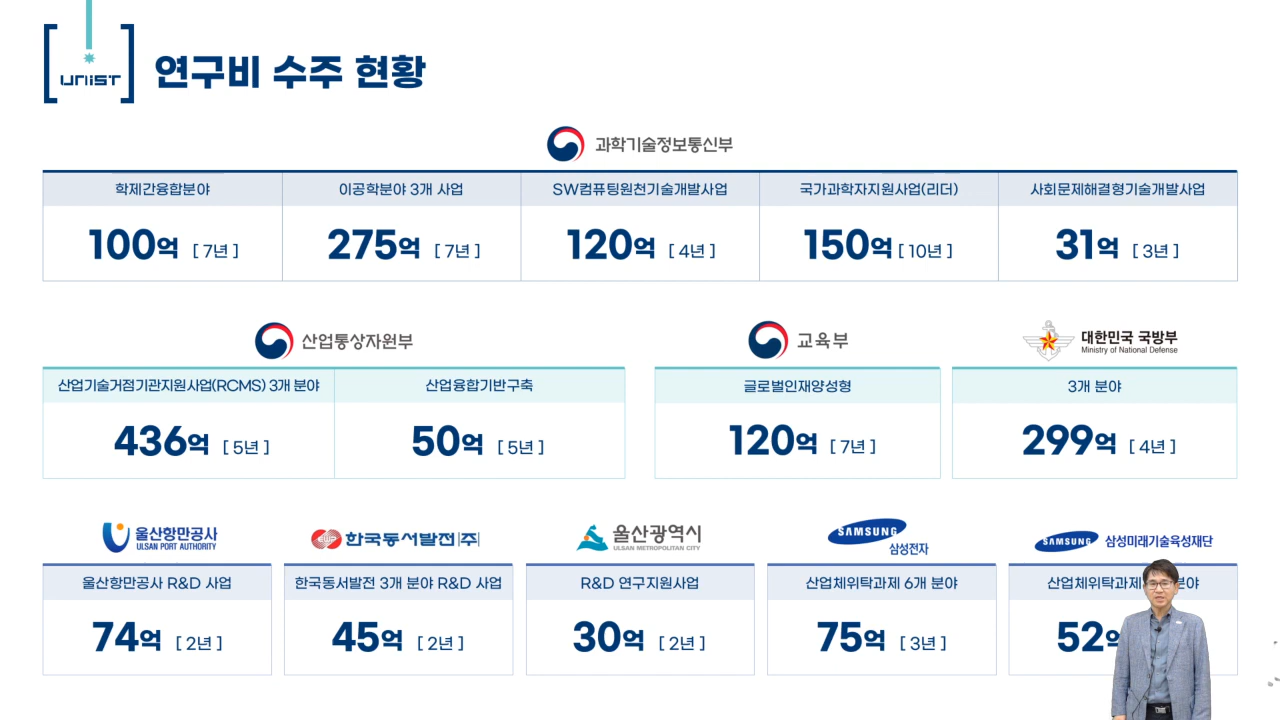 UNIST
연구비 수주 현황
과학기술정보통신부
학제간융합분야
100억 [ 7년 ]
이공학분야 3개 사업
275억 [ 7년 ]
SW컴퓨팅원천기술개발사업
120억 [ 4년 ]
국가과학자지원사업(리더)
150억 [ 10년 ]
사회문제해결형기술개발사업
31억 [ 3년 ]
산업통상자원부
산업기술거점기관지원사업(RCMS) 3개 분야
436억 [ 5년 ]
산업융합기반구축
50억 [ 5년 ]
교육부
글로벌인재양성형
120억 [ 7년 ]
대한민국 국방부
Ministry of National Defense
3개 분야
299억 [ 4년 ]
울산항만공사
ULSAN PORT AUTHORITY
울산항만공사 R&D 사업
74억 [ 2년 ]
EWP 한국동서발전(주)
한국동서발전 3개 분야 R&D 사업
45억 [ 2년 ]
울산광역시
ULSAN METROPOLITAN CITY
R&D 연구지원사업
30억 [ 2년 ]
SAMSUNG
삼성전자
산업체위탁과제 6개 분야
75억 [ 3년 ]
SAMSUNG 삼성미래기술육성재단
산업체위탁과제 분야
52억